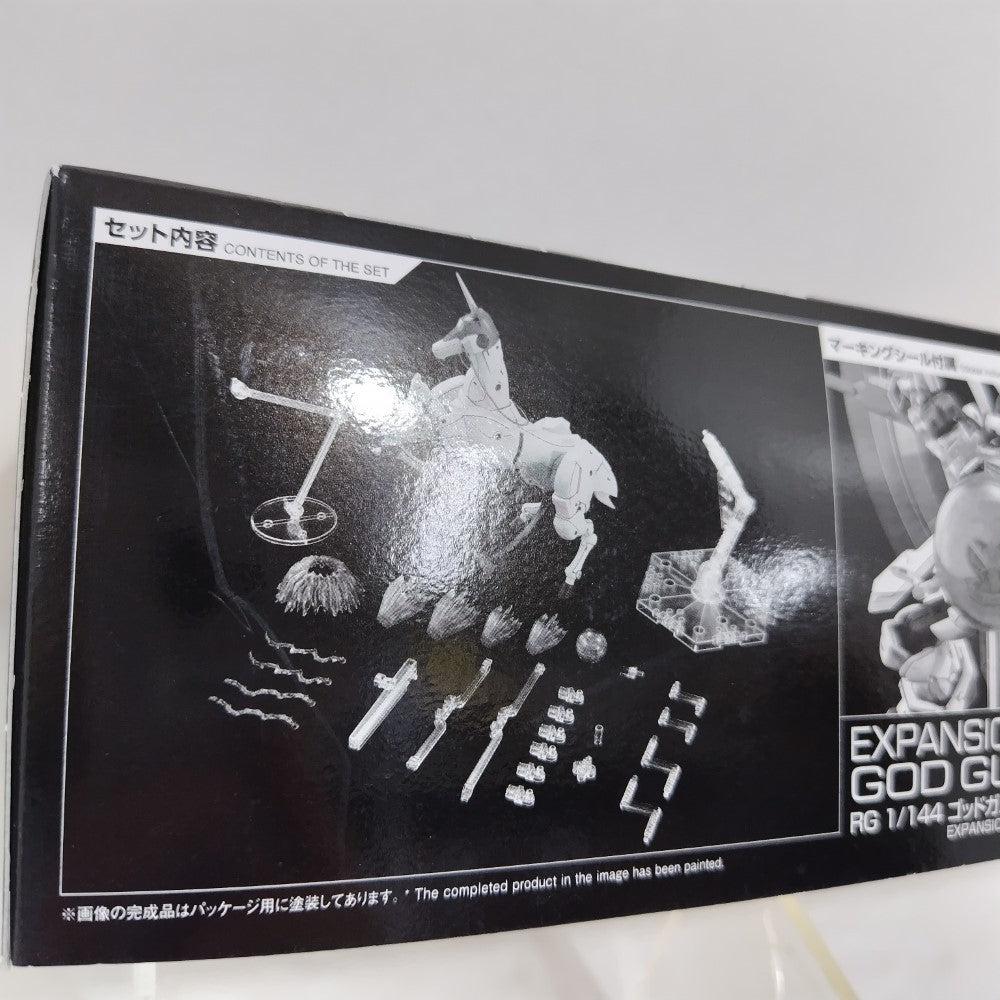 セット内容 CONTENTS OF THE SET
マーキングシール付属
EXPANSIO
GOD GU
RG 1/144 ゴッドガ
EXPANSIO
※画像の完成品はパッケージ用に塗装してあります。* The completed product in the image has been painted.